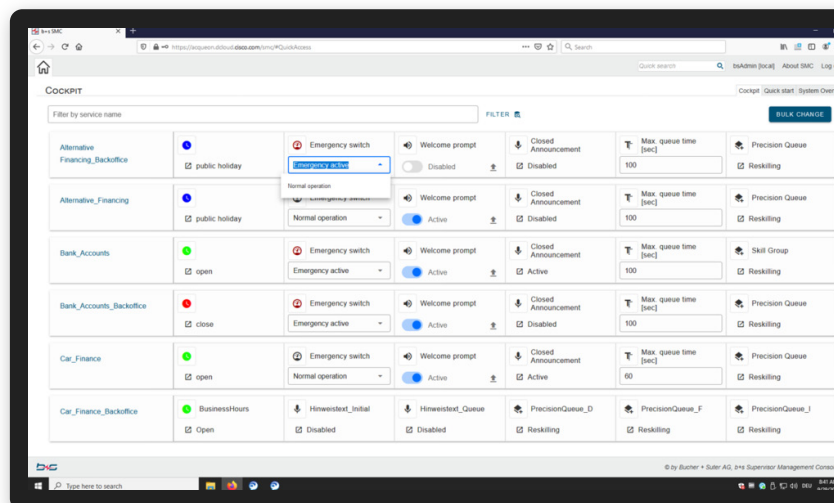 b+s SMC
https://acqueon.dcloud.cisco.com/sms/#QuickAssess
Search
Quick search
bsAdmin [local] About SMC Log
COCKPIT
Cockpit Quick start System Over
Filter by service name
FILTER
BULK CHANGE
Alternative Financing_Backoffice
Emergency switch
Welcome prompt
Closed Announcement
Max. queue time [sec]
Precision Queue
public holiday
Emergency active
Disabled
Disabled
100
Reskilling
Normal operation
Alternative_Financing
Emergency switch
Welcome prompt
Closed Announcement
Max. queue time [sec]
Precision Queue
public holiday
Normal operation
Active
Disabled
100
Reskilling
Bank_Accounts
Emergency switch
Welcome prompt
Closed Announcement
Max. queue time [sec]
Skill Group
open
Emergency active
Active
Active
100
Reskilling
Bank_Accounts_Backoffice
Emergency switch
Welcome prompt
Closed Announcement
Max. queue time [sec]
Precision Queue
close
Emergency active
Active
Disabled
100
Reskilling
Car_Finance
Emergency switch
Welcome prompt
Closed Announcement
Max. queue time [sec]
Precision Queue
open
Normal operation
Active
Active
60
Reskilling
Car_Finance_Backoffice
BusinessHours
Hinweistext_Initial
Hinweistext_Queue
PrecisionQueue_D
PrecisionQueue_F
PrecisionQueue_I
Open
Disabled
Disabled
Reskilling
Reskilling
Reskilling
b+s
© by Bucher + Suter AG, b+s Supervisor Management Conso
Type here to search
DEU
8:41 AM